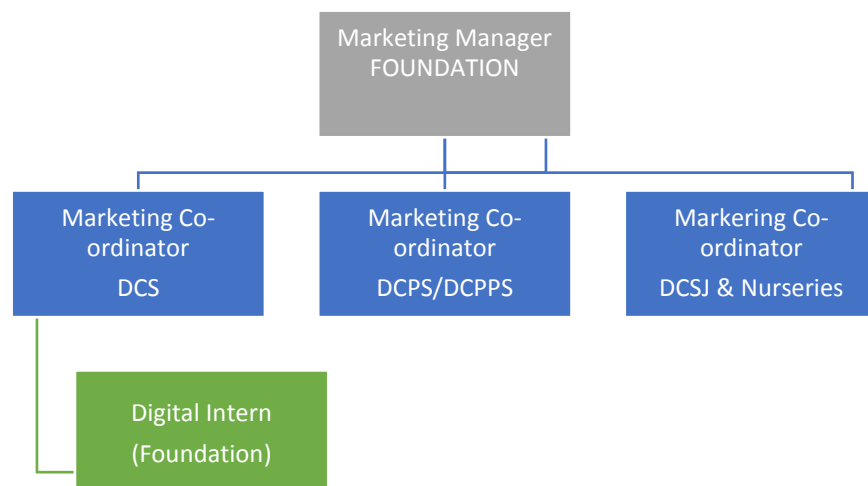 Marketing Manager
FOUNDATION
Marketing Co-
ordinator
DCS
Marketing Co-
ordinator
DCPS/DCPPS
Markering Co-
ordinator
DCSJ & Nurseries
Digital Intern
(Foundation)